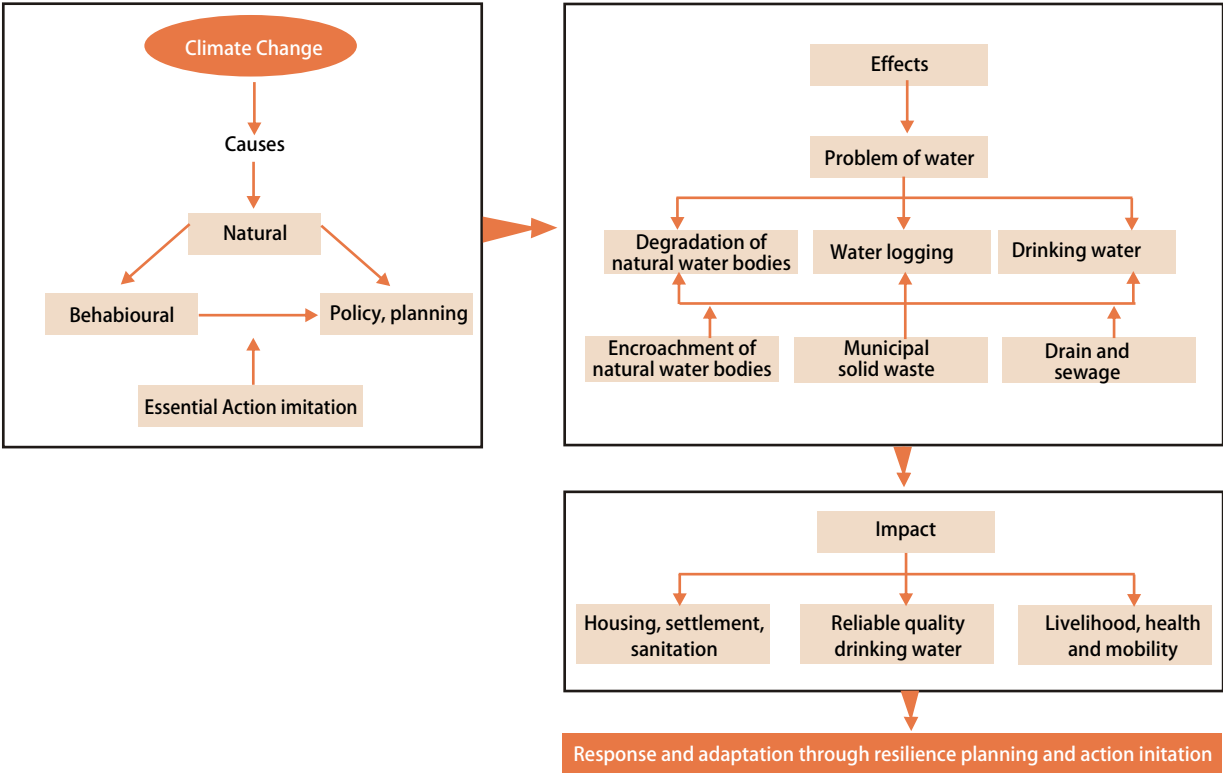 Climate Change
Causes
Natural
Behabioural
Policy, planning
Essential Action imitation
Effects
Problem of water
Degradation of
natural water bodies
Water logging
Drinking water
Encroachment of
natural water bodies
Municipal
solid waste
Drain and
sewage
Impact
Housing, settlement,
sanitation
Reliable quality
drinking water
Livelihood, health
and mobility
Response and adaptation through resilience planning and action initation